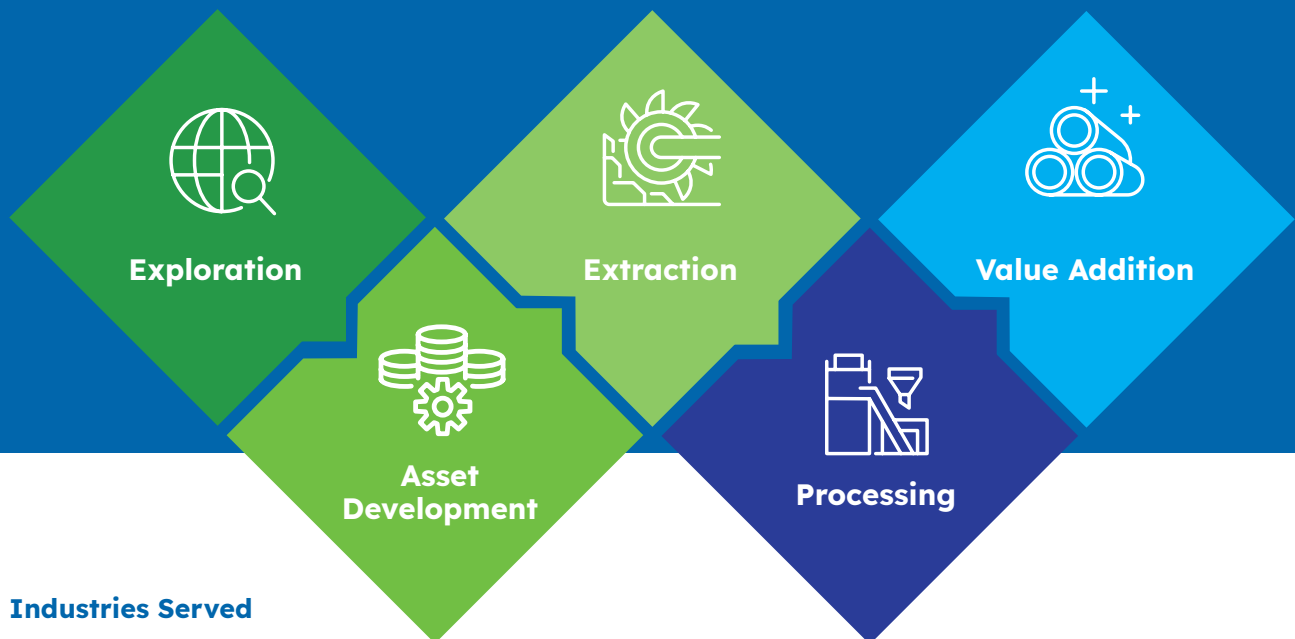 Exploration
Extraction
Value Addition
Asset
Development
Processing
Industries Served